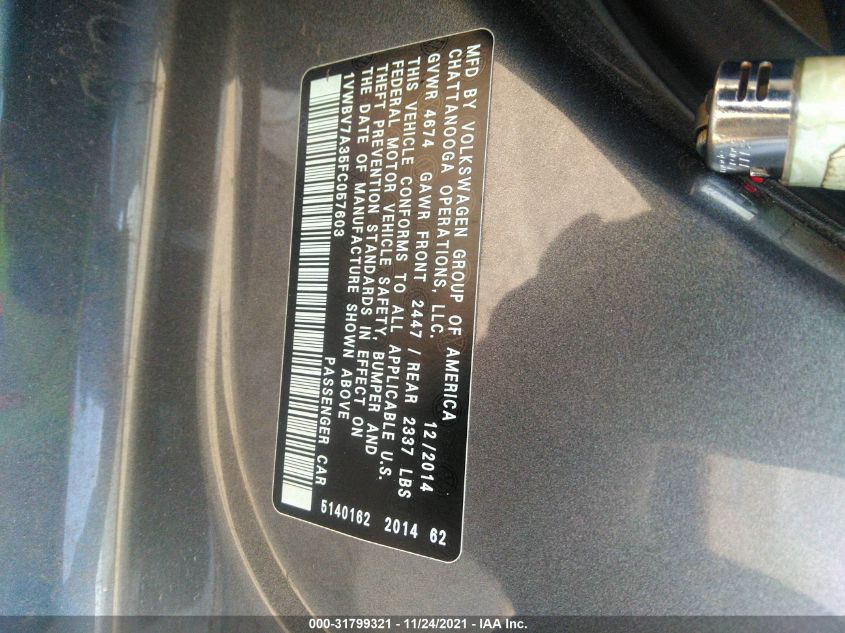 MFD BY VOLKSWAGEN GROUP OF AMERICA
CHATTANOOGA OPERATIONS, LLC. 12/2014
GVWR 4674 GAWR FRONT 2447 / REAR 2337 LBS
THIS VEHICLE CONFORMS TO ALL APPLICABLE U.S.
FEDERAL MOTOR VEHICLE SAFETY, BUMPER AND
THEFT PREVENTION STANDARDS IN EFFECT ON
THE DATE OF MANUFACTURE SHOWN ABOVE
1VWBV7A35FC057603 PASSENGER CAR
5140162 2014 62
000-31799321 - 11/24/2021 - IAA Inc.